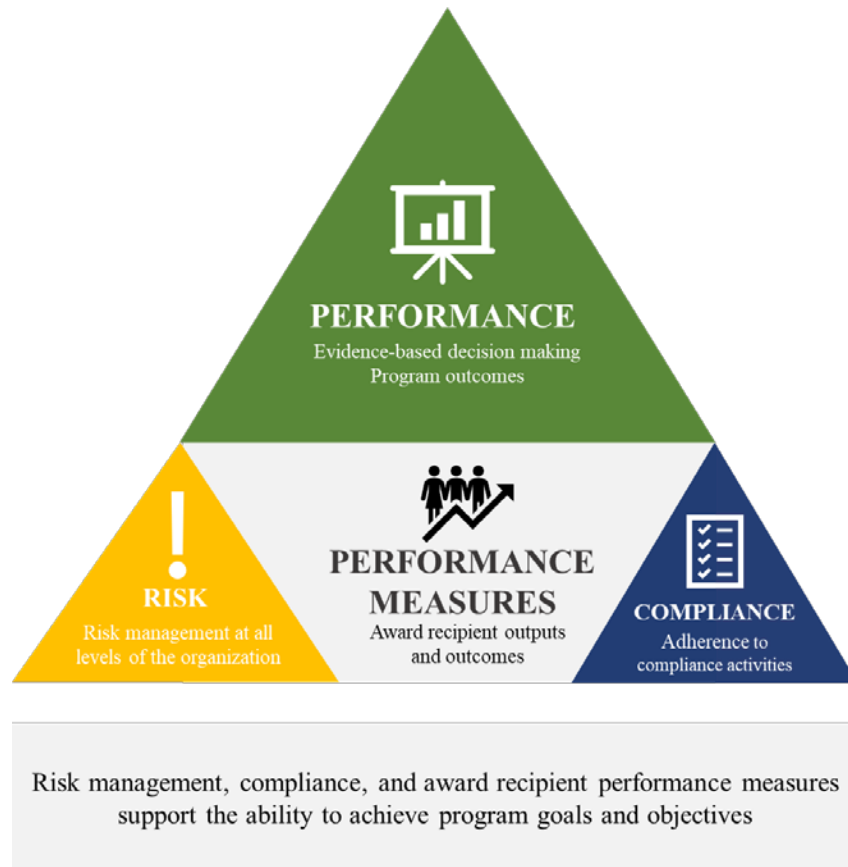 PERFORMANCE
Evidence-based decision making
Program outcomes
RISK
Risk management at all
levels of the organization
PERFORMANCE
MEASURES
Award recipient outputs
and outcomes
COMPLIANCE
Adherence to
compliance activities
Risk management, compliance, and award recipient performance measures
support the ability to achieve program goals and objectives